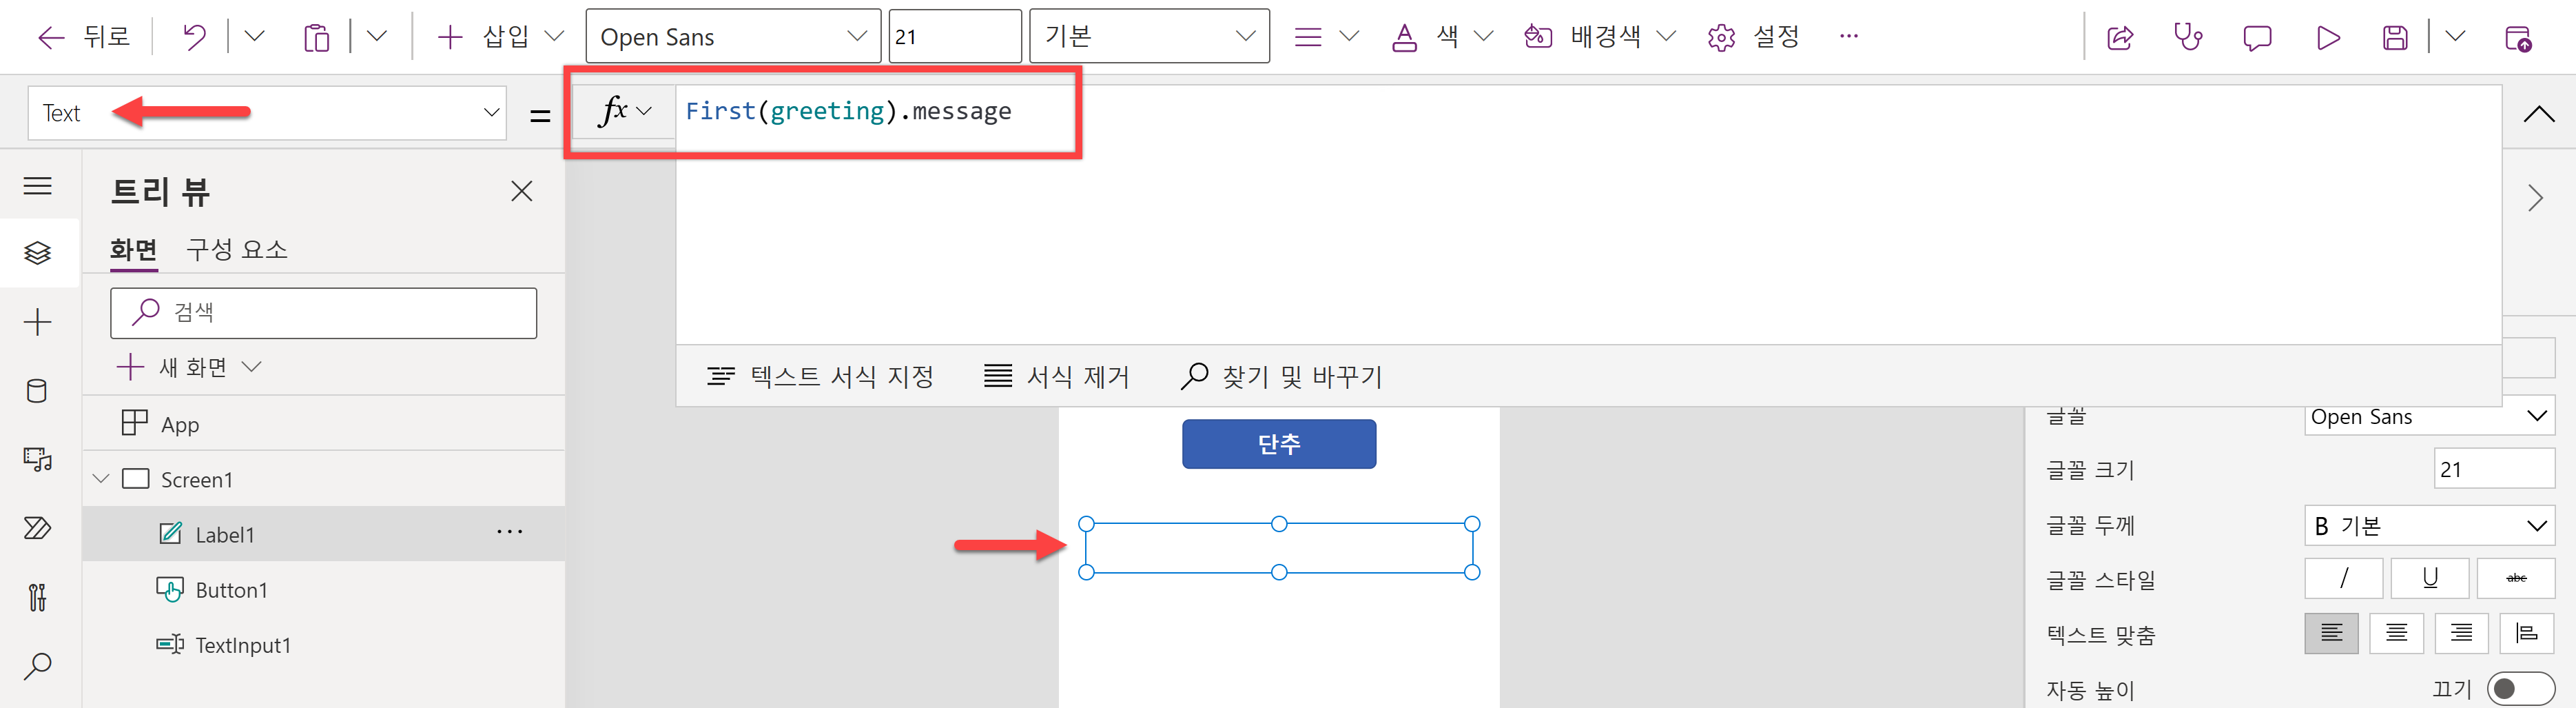 뒤로 삽입 Open Sans 21 기본 색 배경색 설정 ...
Text = fx First(greeting).message
트리 뷰
화면 구성 요소
검색
새 화면
텍스트 서식 지정 서식 제거 찾기 및 바꾸기
App
Screen1
Label1 ...
Button1
TextInput1
단추
글꼴 Open Sans
글꼴 크기 21
글꼴 두께 B 기본
글꼴 스타일 / U abc
텍스트 맞춤
자동 높이 끄기